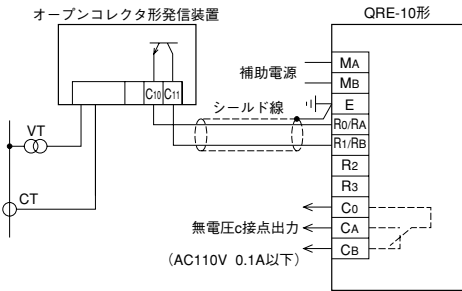 オープンコレクタ形発信装置
QRE-10形
C10 C11
補助電源
MA
MB
E
シールド線
R0/RA
R1/RB
VT
R2
R3
CT
C0
無電圧c接点出力
CA
(AC110V 0.1A以下)
CB